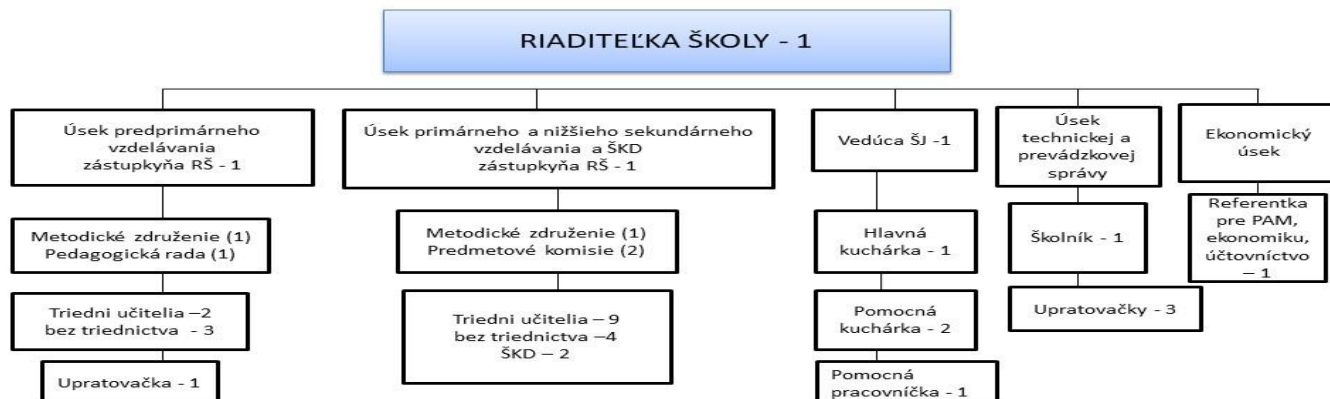 RIADITEĽKA ŠKOLY - 1
Úsek predprimárneho
vzdelávania
zástupkyňa RŠ - 1
Metodické združenie (1)
Pedagogická rada (1)
Triedni učitelia –2
bez triednictva - 3
Upratovačka - 1
Úsek primárneho a nižšieho sekundárneho
vzdelávania a ŠKD
zástupkyňa RŠ - 1
Metodické združenie (1)
Predmetové komisie (2)
Triedni učitelia – 9
bez triednictva –4
ŠKD – 2
Vedúca ŠJ -1
Hlavná
kuchárka - 1
Pomocná
kuchárka - 2
Pomocná
pracovníčka - 1
Úsek
technickej a
prevádzkovej
správy
Školník - 1
Upratovačky - 3
Ekonomický
úsek
Referentka
pre PAM,
ekonomiku,
účtovníctvo
– 1